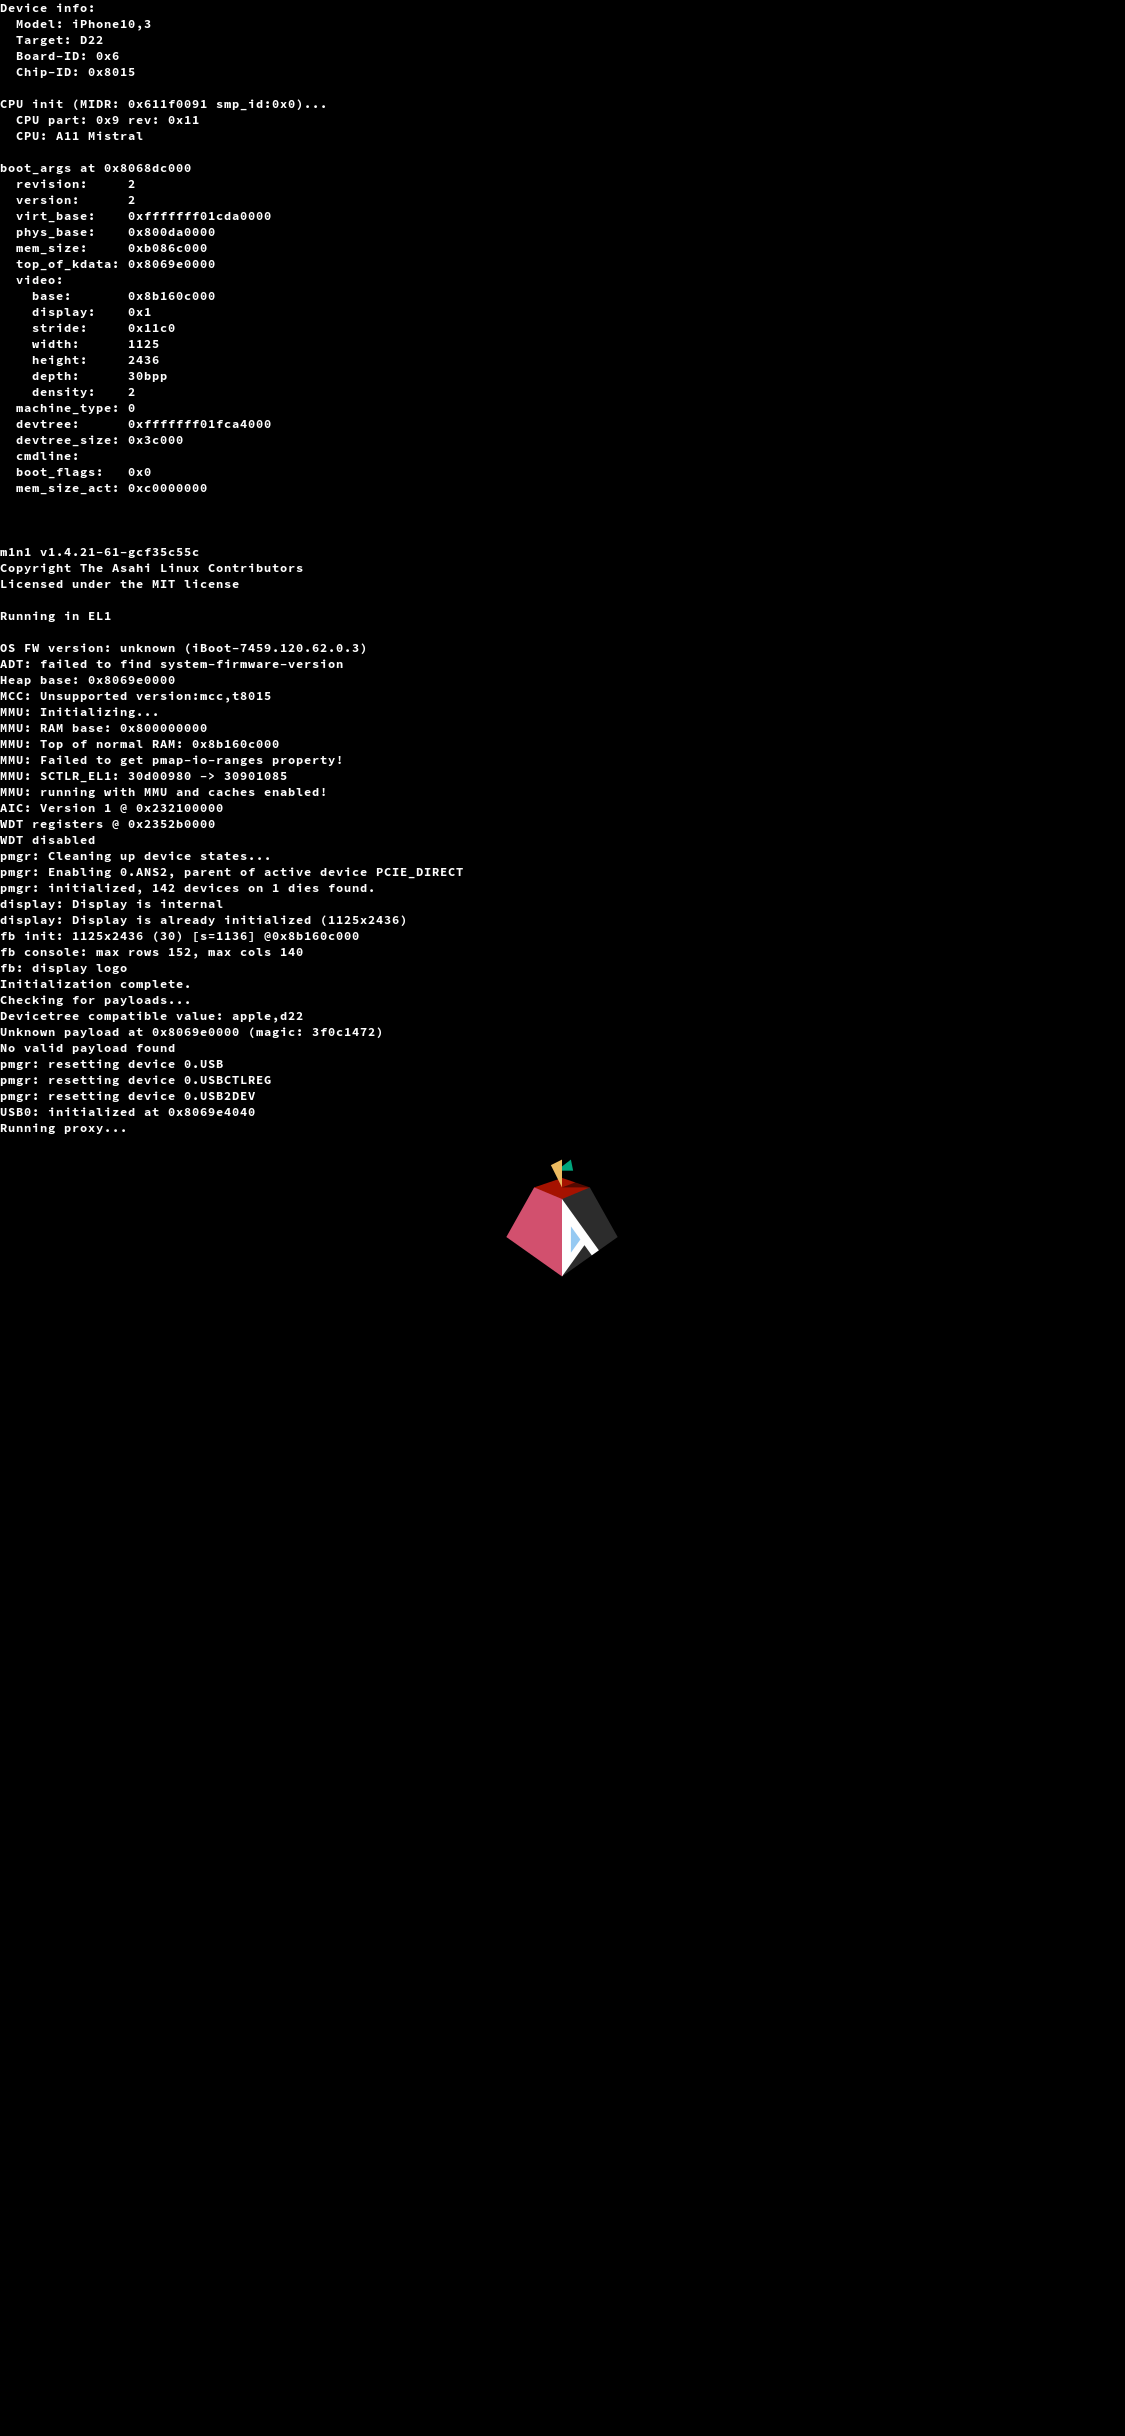 Device info:
  Model: iPhone10,3
  Target: D22
  Board-ID: 0x6
  Chip-ID: 0x8015

CPU init (MIDR: 0x611f0091 smp_id:0x0)...
  CPU part: 0x9 rev: 0x11
  CPU: A11 Mistral

boot_args at 0x8068dc000
  revision:     2
  version:      2
  virt_base:    0xfffffff01cda0000
  phys_base:    0x800da0000
  mem_size:     0xb086c000
  top_of_kdata: 0x8069e0000
  video:
    base:       0x8b160c000
    display:    0x1
    stride:     0x11c0
    width:      1125
    height:     2436
    depth:      30bpp
    density:    2
  machine_type: 0
  devtree:      0xfffffff01fca4000
  devtree_size: 0x3c000
  cmdline:
  boot_flags:   0x0
  mem_size_act: 0xc0000000

m1n1 v1.4.21-61-gcf35c55c
Copyright The Asahi Linux Contributors
Licensed under the MIT license

Running in EL1

OS FW version: unknown (iBoot-7459.120.62.0.3)
ADT: failed to find system-firmware-version
Heap base: 0x8069e0000
MCC: Unsupported version:mcc,t8015
MMU: Initializing...
MMU: RAM base: 0x800000000
MMU: Top of normal RAM: 0x8b160c000
MMU: Failed to get pmap-io-ranges property!
MMU: SCTLR_EL1: 30d00980 -> 30901085
MMU: running with MMU and caches enabled!
AIC: Version 1 @ 0x232100000
WDT registers @ 0x2352b0000
WDT disabled
pmgr: Cleaning up device states...
pmgr: Enabling 0.ANS2, parent of active device PCIE_DIRECT
pmgr: initialized, 142 devices on 1 dies found.
display: Display is internal
display: Display is already initialized (1125x2436)
fb init: 1125x2436 (30) [s=1136] @0x8b160c000
fb console: max rows 152, max cols 140
fb: display logo
Initialization complete.
Checking for payloads...
Devicetree compatible value: apple,d22
Unknown payload at 0x8069e0000 (magic: 3f0c1472)
No valid payload found
pmgr: resetting device 0.USB
pmgr: resetting device 0.USBCTLREG
pmgr: resetting device 0.USB2DEV
USB0: initialized at 0x8069e4040
Running proxy...